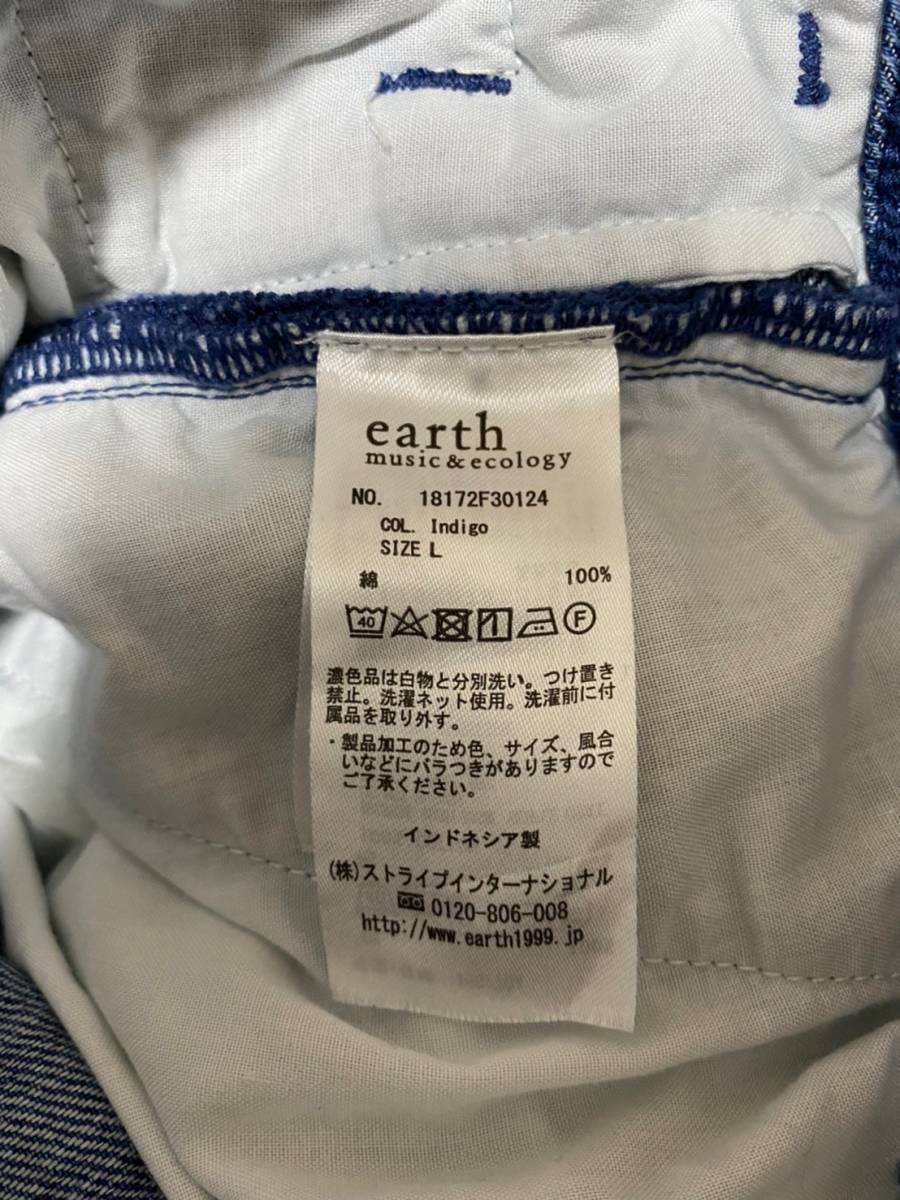 earth
music&ecology
NO. 18172F30124
COL. Indigo
SIZE L
綿 100%
40 F
濃色品は白物と分別洗い。つけ置き
禁止。洗濯ネット使用。洗濯前に付
属品を取り外す。
・製品加工のため色、サイズ、風合
いなどにバラつきがありますので
ご了承ください。
インドネシア製
(株)ストライプインターナショナル
0120-806-008
http://www.earth1999.jp